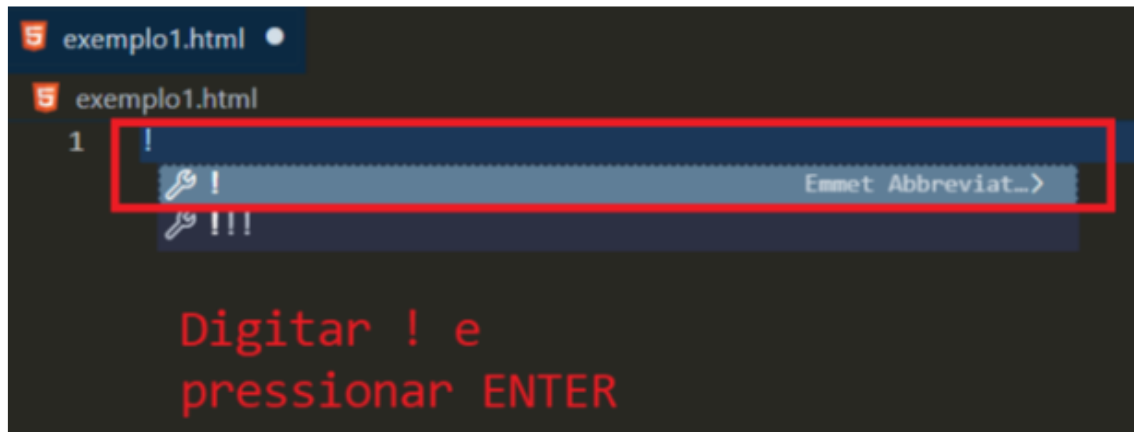 exemplo1.html
exemplo1.html
1 !
! Emmet Abbreviat…>
!!!
Digitar ! e
pressionar ENTER